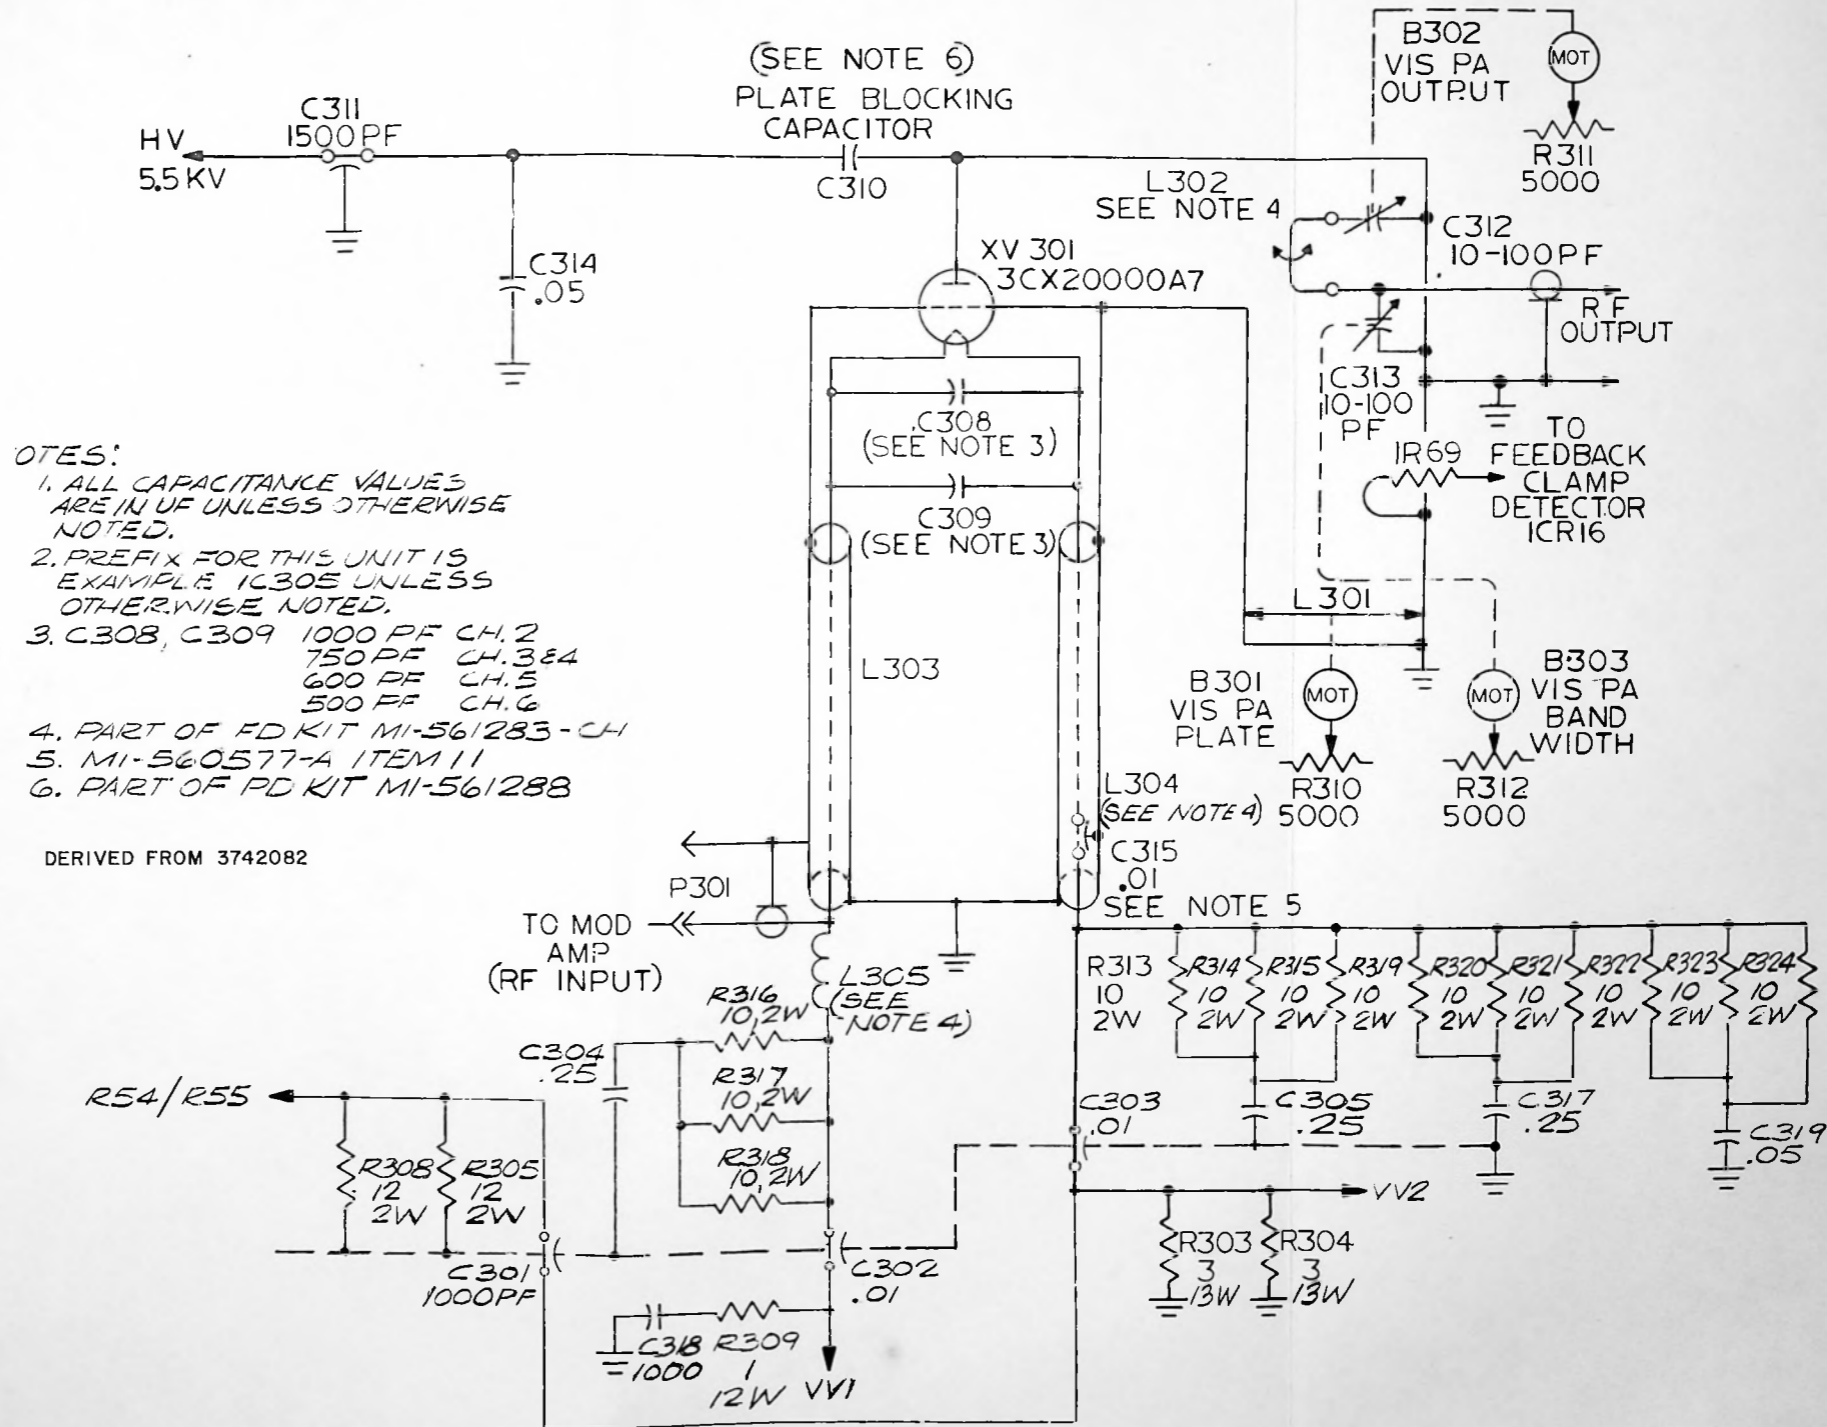 (SEE NOTE 6)
PLATE BLOCKING
CAPACITOR
C310
C311
1500PF
HV
5.5KV
C314
.05
B302
VIS PA
OUTPUT
MOT
R311
5000
L302
SEE NOTE 4
C312
10-100PF
RF
OUTPUT
XV 301
3CX20000A7
C313
10-100
PF
C308
(SEE NOTE 3)
C309
(SEE NOTE 3)
1R69
TO
FEEDBACK
CLAMP
DETECTOR
1CR16
L301
OTES:
1. ALL CAPACITANCE VALUES
ARE IN UF UNLESS OTHERWISE
NOTED.
2. PREFIX FOR THIS UNIT IS
EXAMPLE 1C305 UNLESS
OTHERWISE NOTED.
3. C308, C309 1000 PF CH. 2
750 PF CH. 3&4
600 PF CH. 5
500 PF CH. 6
4. PART OF FD KIT MI-561283-CH
5. MI-560577-A ITEM 11
6. PART OF PD KIT MI-561288
DERIVED FROM 3742082
L303
B301
VIS PA
PLATE
MOT
R310
5000
B303
VIS PA
BAND
WIDTH
MOT
R312
5000
L304
(SEE NOTE 4)
C315
.01
SEE NOTE 5
P301
TO MOD
AMP
(RF INPUT)
L305
(SEE
NOTE 4)
R313
10
2W
R314
10
2W
R315
10
2W
R319
10
2W
R320
10
2W
R321
10
2W
R322
10
2W
R323
10
2W
R324
10
2W
R316
10,2W
R317
10,2W
R318
10,2W
C304
.25
R54/R55
R308
12
2W
R305
12
2W
C301
1000PF
C302
.01
C303
.01
C305
.25
C317
.25
C319
.05
VV2
R303
3
13W
R304
3
13W
C318
1000
R309
1
12W
VV1